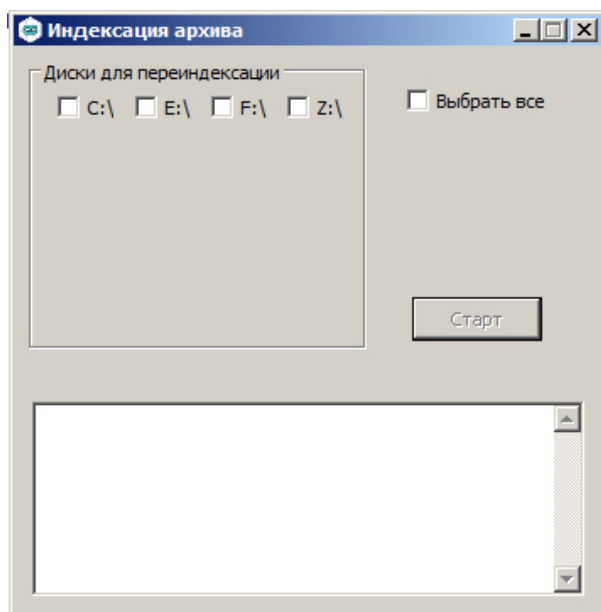 Индексация архива
Диски для переиндексации
C:\ E:\ F:\ Z:\
Выбрать все
Старт